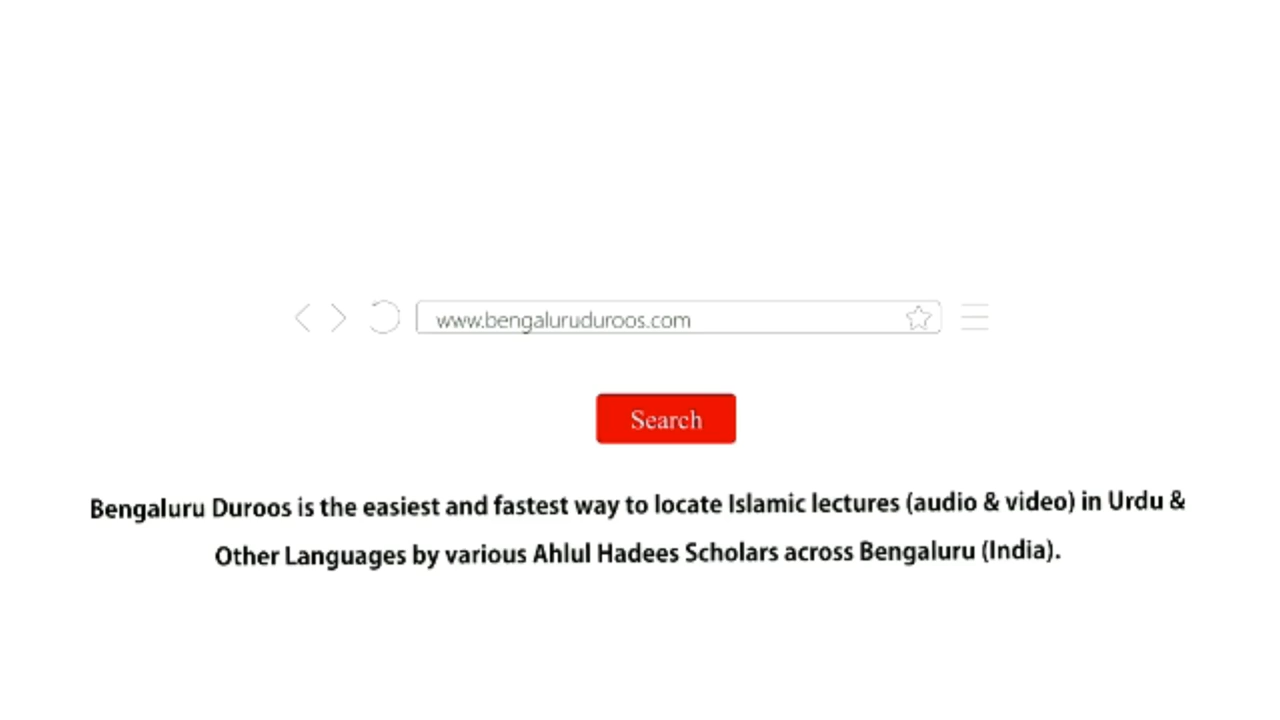 www.bengaluruduroos.com
Search
Bengaluru Duroos is the easiest and fastest way to locate Islamic lectures (audio & video) in Urdu &
Other Languages by various Ahlul Hadees Scholars across Bengaluru (India).